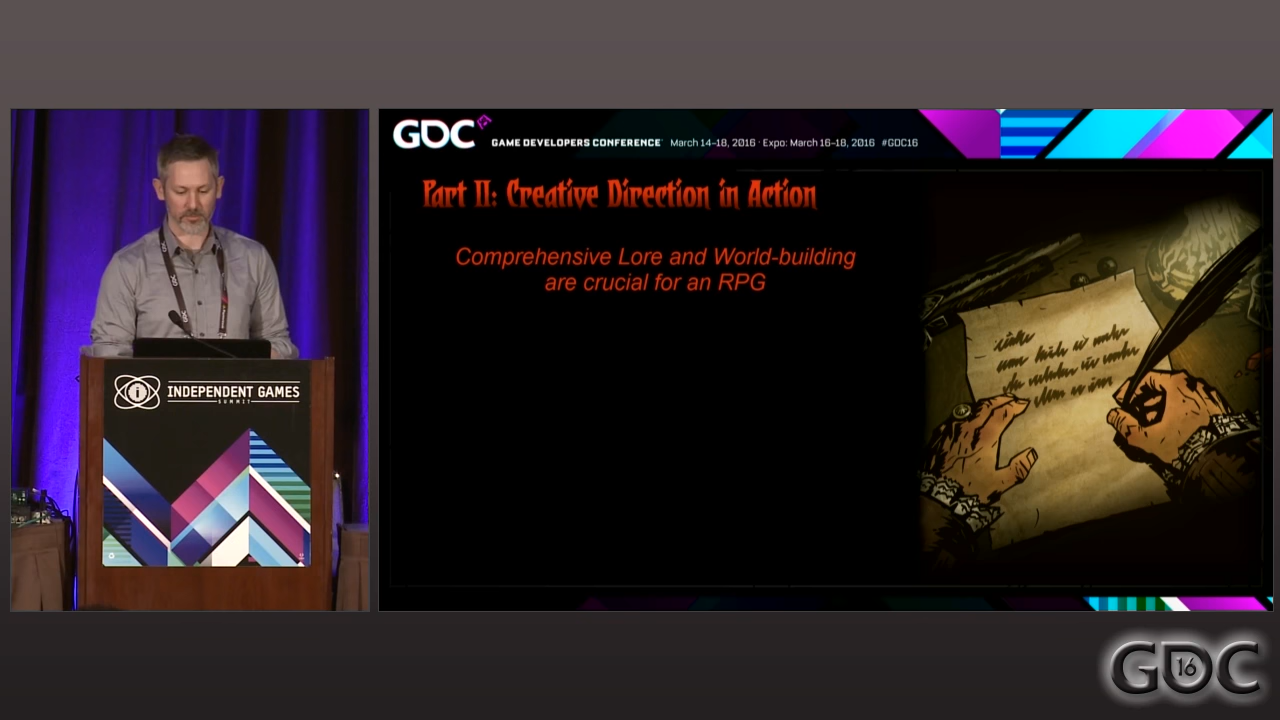 GDC
INDEPENDENT GAMES
SUMMIT
GDC
GAME DEVELOPERS CONFERENCE March 14–18, 2016 · Expo: March 16–18, 2016 #GDC16
Part II: Creative Direction in Action
Comprehensive Lore and World-building
are crucial for an RPG
GDC
16